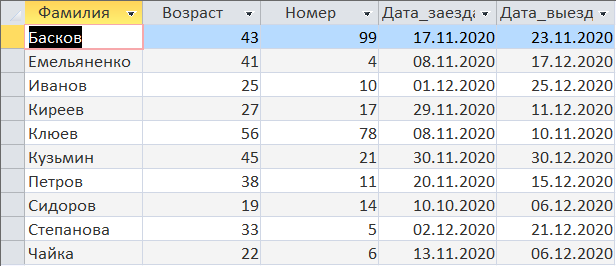 Фамилия Возраст Номер Дата_заезда Дата_выезд
Басков 43 99 17.11.2020 23.11.2020
Емельяненко 41 4 08.11.2020 17.12.2020
Иванов 25 10 01.12.2020 25.12.2020
Киреев 27 17 29.11.2020 11.12.2020
Клюев 56 78 08.11.2020 10.11.2020
Кузьмин 45 21 30.11.2020 30.12.2020
Петров 38 11 20.11.2020 15.12.2020
Сидоров 19 14 10.10.2020 06.12.2020
Степанова 33 5 02.12.2020 21.12.2020
Чайка 22 6 13.11.2020 06.12.2020